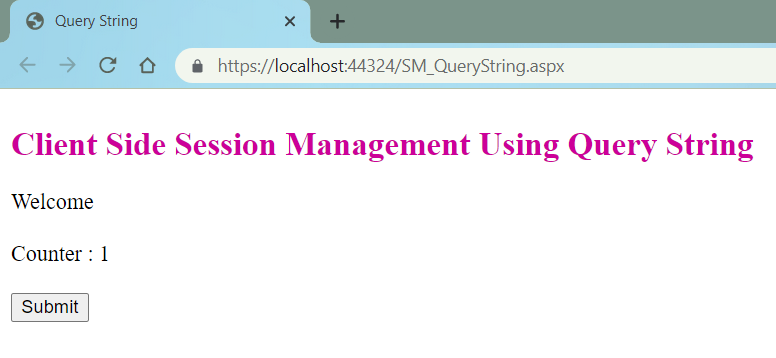 Query String
https://localhost:44324/SM_QueryString.aspx
Client Side Session Management Using Query String
Welcome
Counter : 1
Submit